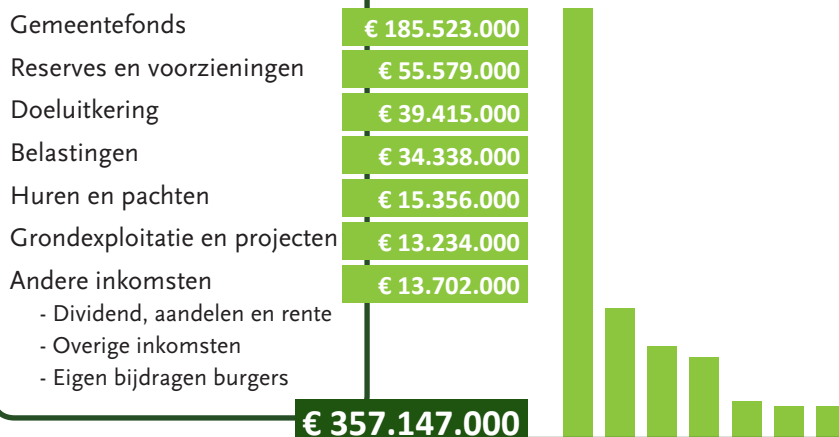 Gemeentefonds € 185.523.000
Reserves en voorzieningen € 55.579.000
Doeluitkering € 39.415.000
Belastingen € 34.338.000
Huren en pachten € 15.356.000
Grondexploitatie en projecten € 13.234.000
Andere inkomsten € 13.702.000
- Dividend, aandelen en rente
- Overige inkomsten
- Eigen bijdragen burgers
€ 357.147.000